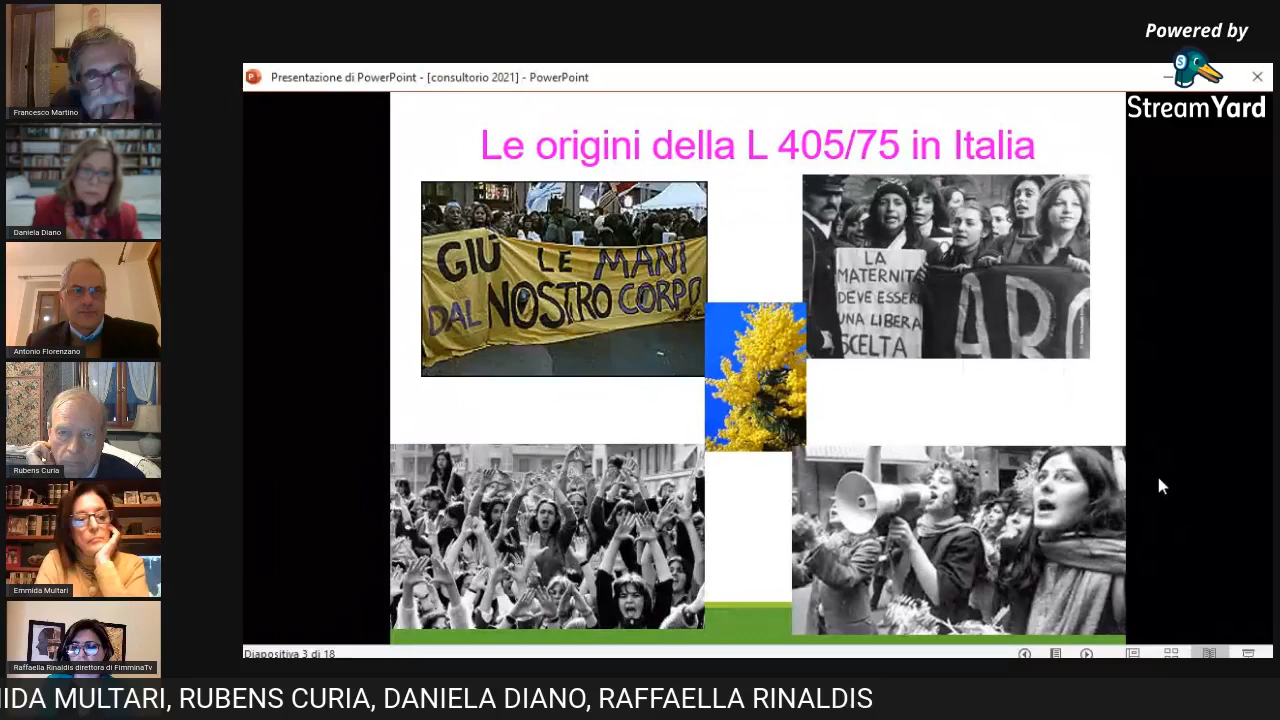 Powered by
StreamYard
Presentazione di PowerPoint - [consultorio 2021] - PowerPoint
Le origini della L 405/75 in Italia
GIÙ LE MANI
DAL NOSTRO CORPO
LA
MATERNITÀ
DEVE ESSER
UNA LIBERA
SCELTA
Francesco Martino
Daniela Diano
Antonio Florenzano
Rubens Curia
Emmida Multari
Raffaella Rinaldis direttora di FimminaTv
Diapositiva 3 di 18
IDA MULTARI, RUBENS CURIA, DANIELA DIANO, RAFFAELLA RINALDIS